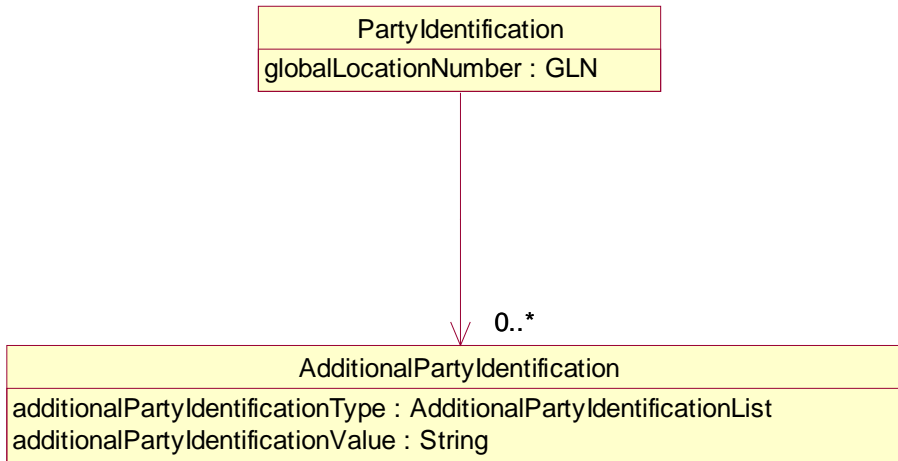 PartyIdentification
globalLocationNumber : GLN
0..*
AdditionalPartyIdentification
additionalPartyIdentificationType : AdditionalPartyIdentificationList
additionalPartyIdentificationValue : String